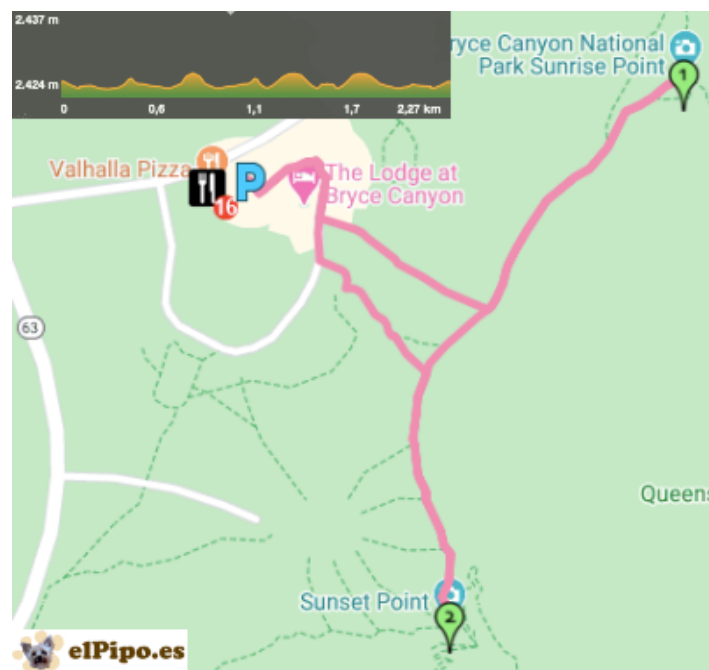 2.437 m
2.424 m
0 0,6 1,1 1,7 2,27 km
ryce Canyon National
Park Sunrise Point
1
Valhalla Pizza
P
16
The Lodge at
Bryce Canyon
63
Queens
Sunset Point
2
elPipo.es